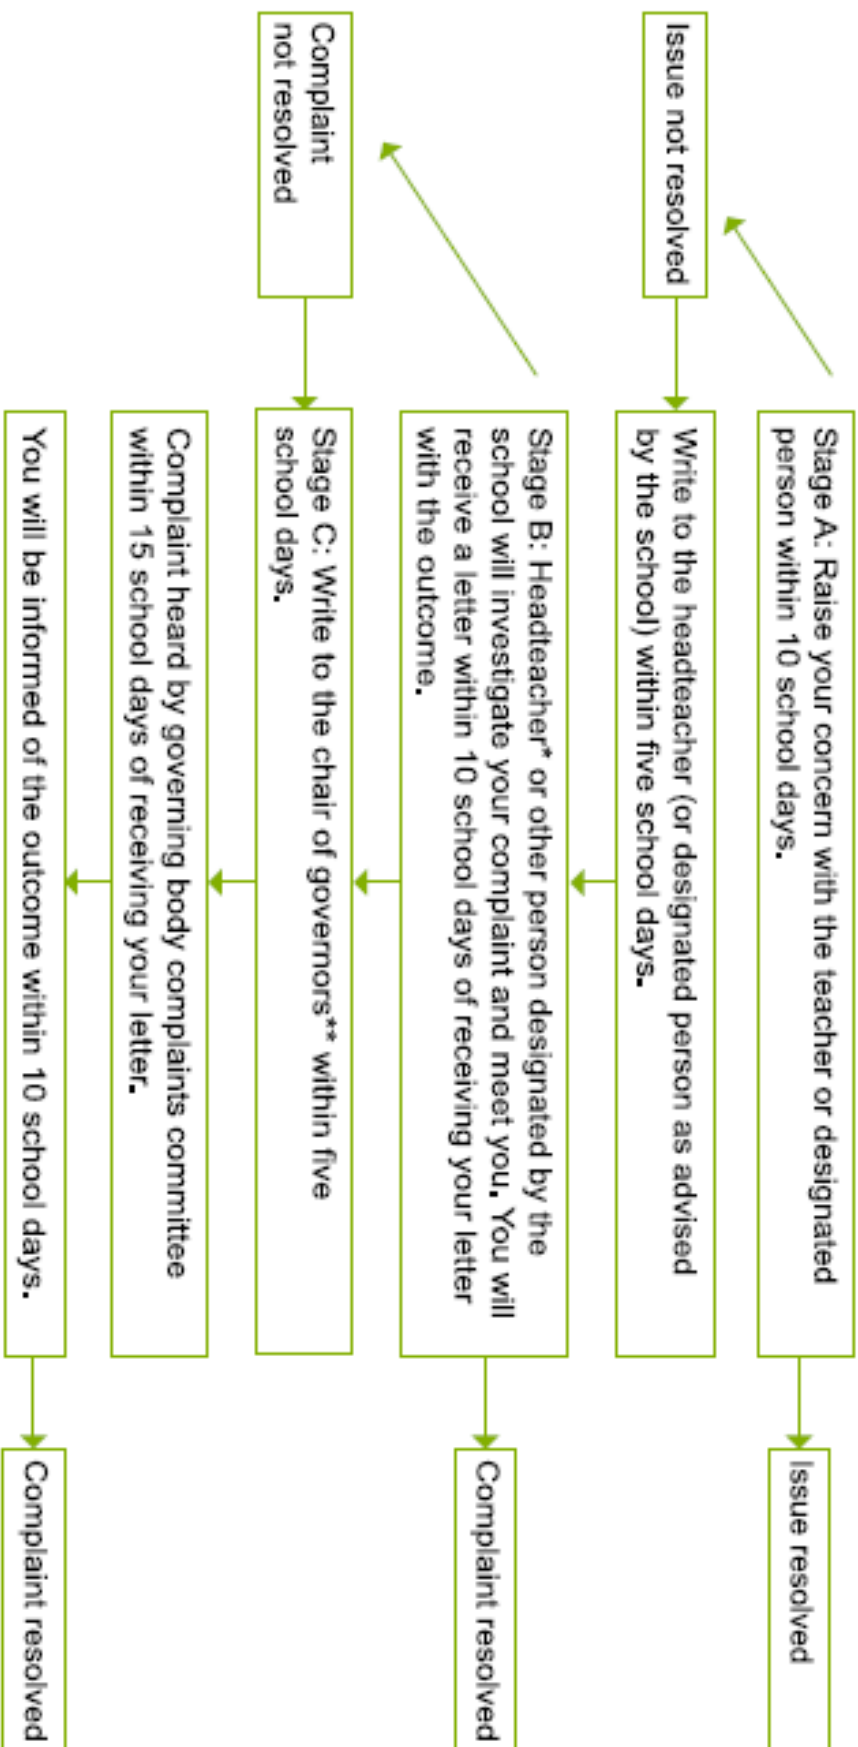 Stage A: Raise your concern with the teacher or designated
person within 10 school days.
Issue resolved
Issue not resolved
Write to the headteacher (or designated person as advised
by the school) within five school days.
Stage B: Headteacher* or other person designated by the
school will investigate your complaint and meet you. You will
receive a letter within 10 school days of receiving your letter
with the outcome.
Complaint resolved
Complaint
not resolved
Stage C: Write to the chair of governors** within five
school days.
Complaint heard by governing body complaints committee
within 15 school days of receiving your letter.
You will be informed of the outcome within 10 school days.
Complaint resolved